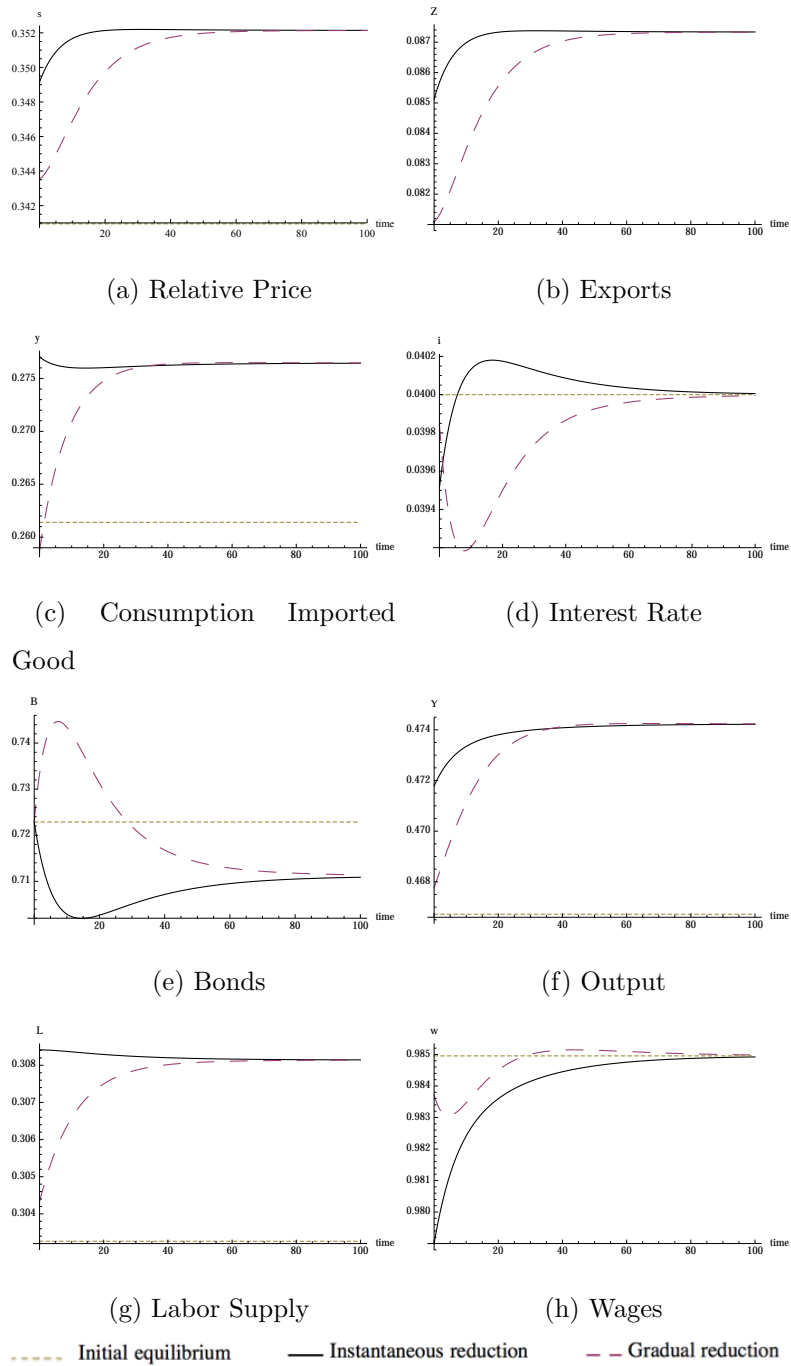 s
0.352
0.350
0.348
0.346
0.344
0.342
20 40 60 80 100 time
(a) Relative Price
Z
0.087
0.086
0.085
0.084
0.083
0.082
20 40 60 80 100 time
(b) Exports
y
0.275
0.270
0.265
0.260
20 40 60 80 100 time
(c) Consumption Imported
Good
i
0.0402
0.0400
0.0398
0.0396
0.0394
20 40 60 80 100 time
(d) Interest Rate
B
0.74
0.73
0.72
0.71
20 40 60 80 100 time
(e) Bonds
Y
0.474
0.472
0.470
0.468
20 40 60 80 100 time
(f) Output
L
0.308
0.307
0.306
0.305
0.304
20 40 60 80 100 time
(g) Labor Supply
w
0.985
0.984
0.983
0.982
0.981
0.980
20 40 60 80 100 time
(h) Wages
Initial equilibrium Instantaneous reduction Gradual reduction